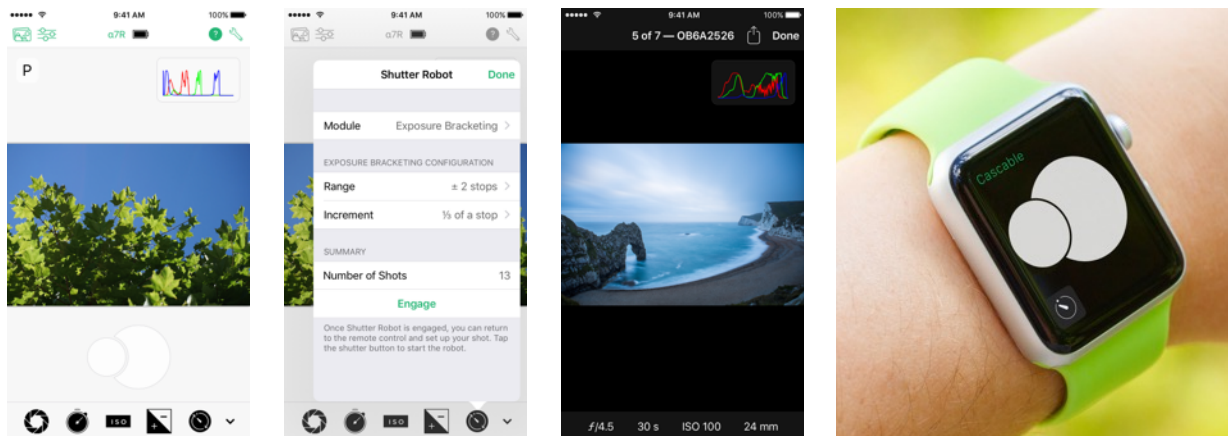 9:41 AM
100%
α7R
?
P
ISO
9:41 AM
100%
α7R
?
Shutter Robot
Done
Module
Exposure Bracketing
EXPOSURE BRACKETING CONFIGURATION
Range
± 2 stops
Increment
⅓ of a stop
SUMMARY
Number of Shots
13
Engage
Once Shutter Robot is engaged, you can return
to the remote control and set up your shot. Tap
the shutter button to start the robot.
ISO
9:41 AM
100%
5 of 7 — OB6A2526
Done
ƒ/4.5
30 s
ISO 100
24 mm
Cascable